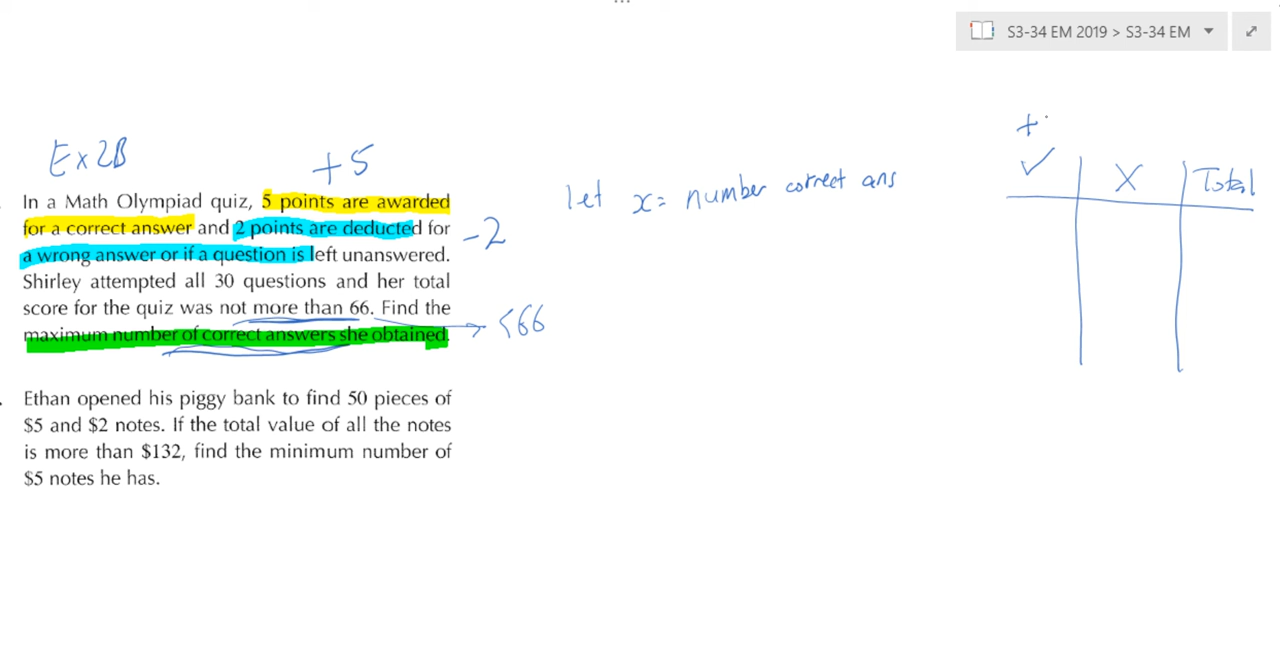 S3-34 EM 2019 > S3-34 EM
Ex 2B
+5
In a Math Olympiad quiz, 5 points are awarded
for a correct answer and 2 points are deducted for
a wrong answer or if a question is left unanswered.
Shirley attempted all 30 questions and her total
score for the quiz was not more than 66. Find the
maximum number of correct answers she obtained.
-2
<66
let x = number correct ans
+
✓ X Total
Ethan opened his piggy bank to find 50 pieces of
$5 and $2 notes. If the total value of all the notes
is more than $132, find the minimum number of
$5 notes he has.